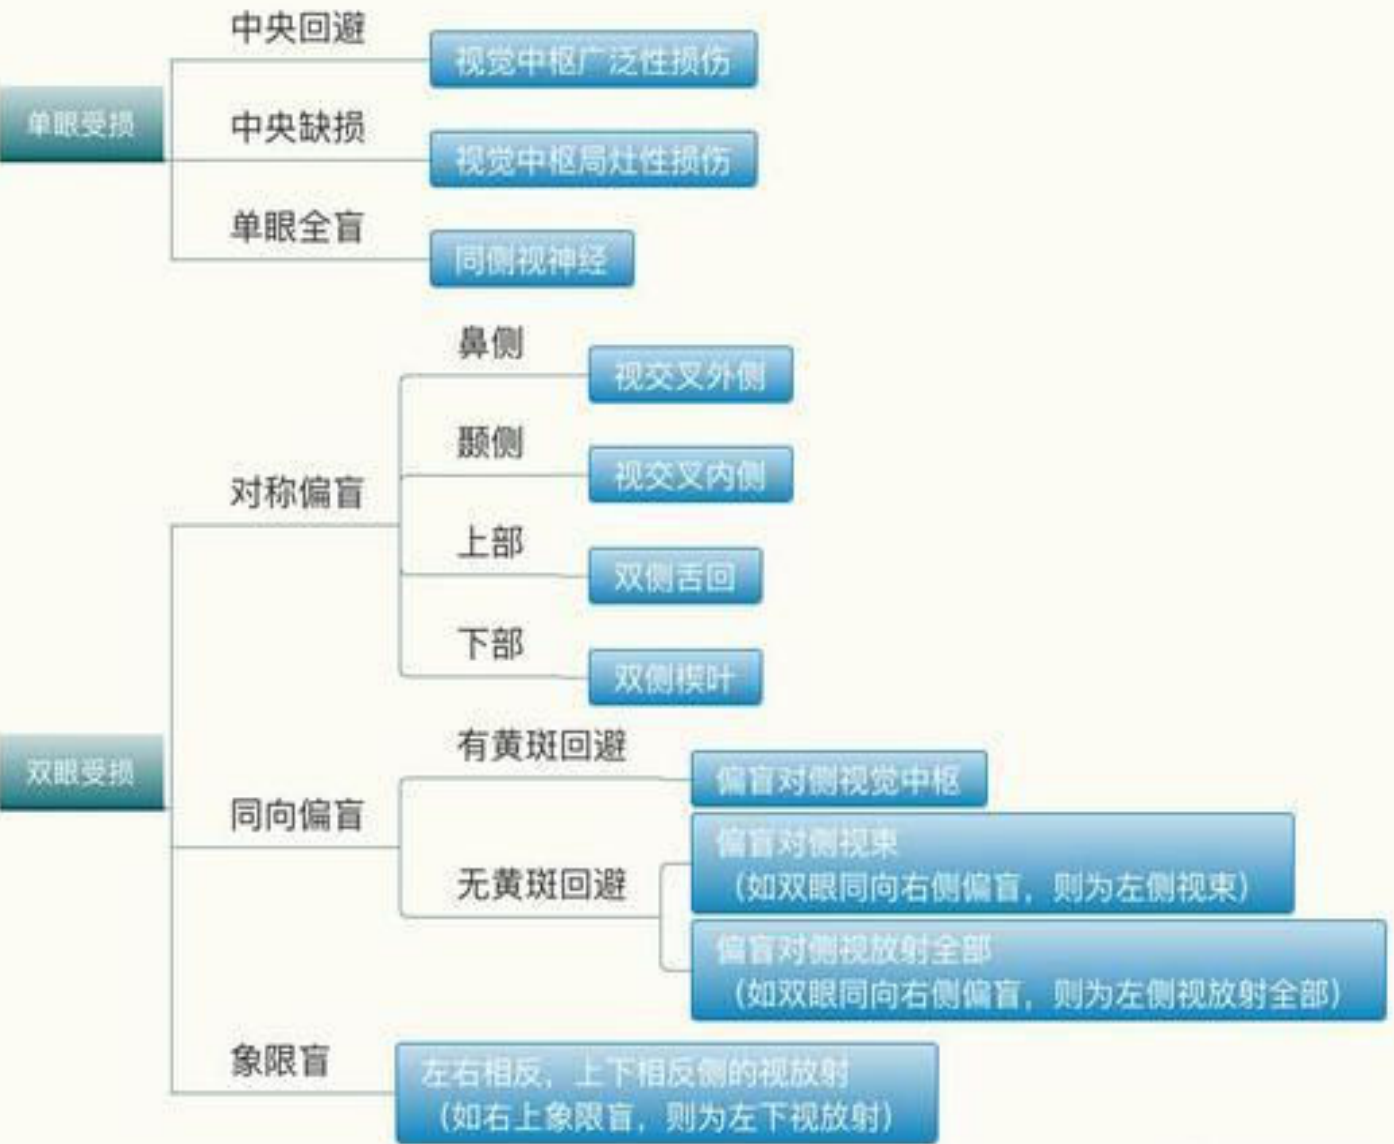 中央回避
视觉中枢广泛性损伤
单眼受损
中央缺损
视觉中枢局灶性损伤
单眼全盲
同侧视神经
鼻侧
视交叉外侧
颞侧
视交叉内侧
对称偏盲
上部
双侧舌回
下部
双侧楔叶
双眼受损
有黄斑回避
偏盲对侧视觉中枢
同向偏盲
无黄斑回避
偏盲对侧视束
（如双眼同向右侧偏盲，则为左侧视束）
偏盲对侧视放射全部
（如双眼同向右侧偏盲，则为左侧视放射全部）
象限盲
左右相反，上下相反侧的视放射
（如右上象限盲，则为左下视放射）